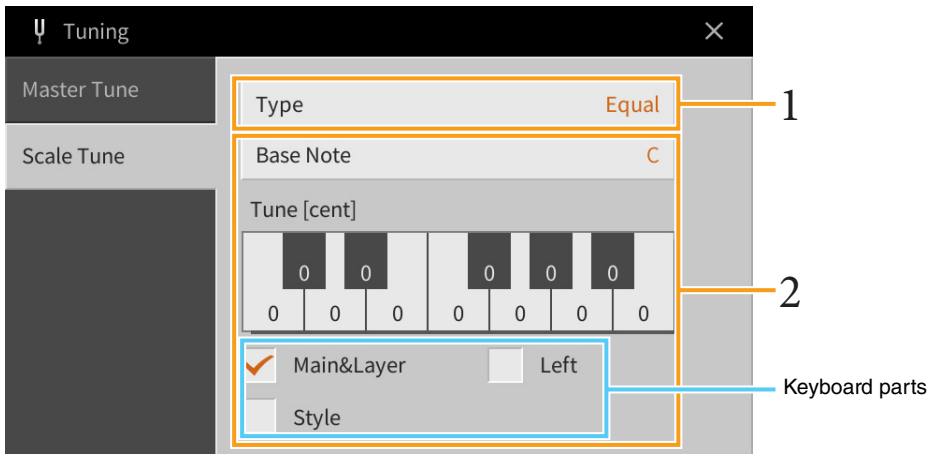 Tuning
Master Tune
Scale Tune
Type Equal
1
Base Note C
Tune [cent]
0 0 0 0 0
0 0 0 0 0 0 0
2
Main&Layer Left
Keyboard parts
Style